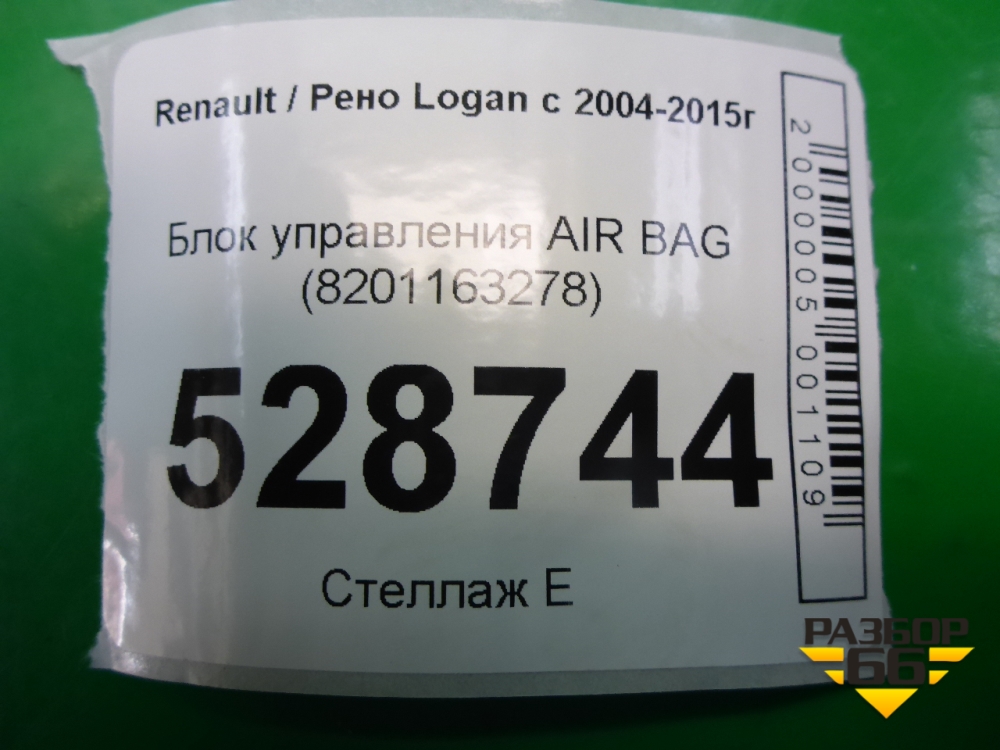 Renault / Рено Logan с 2004-2015г
Блок управления AIR BAG
(8201163278)
528744
Стеллаж Е
2000005001109
РАЗБОР
66